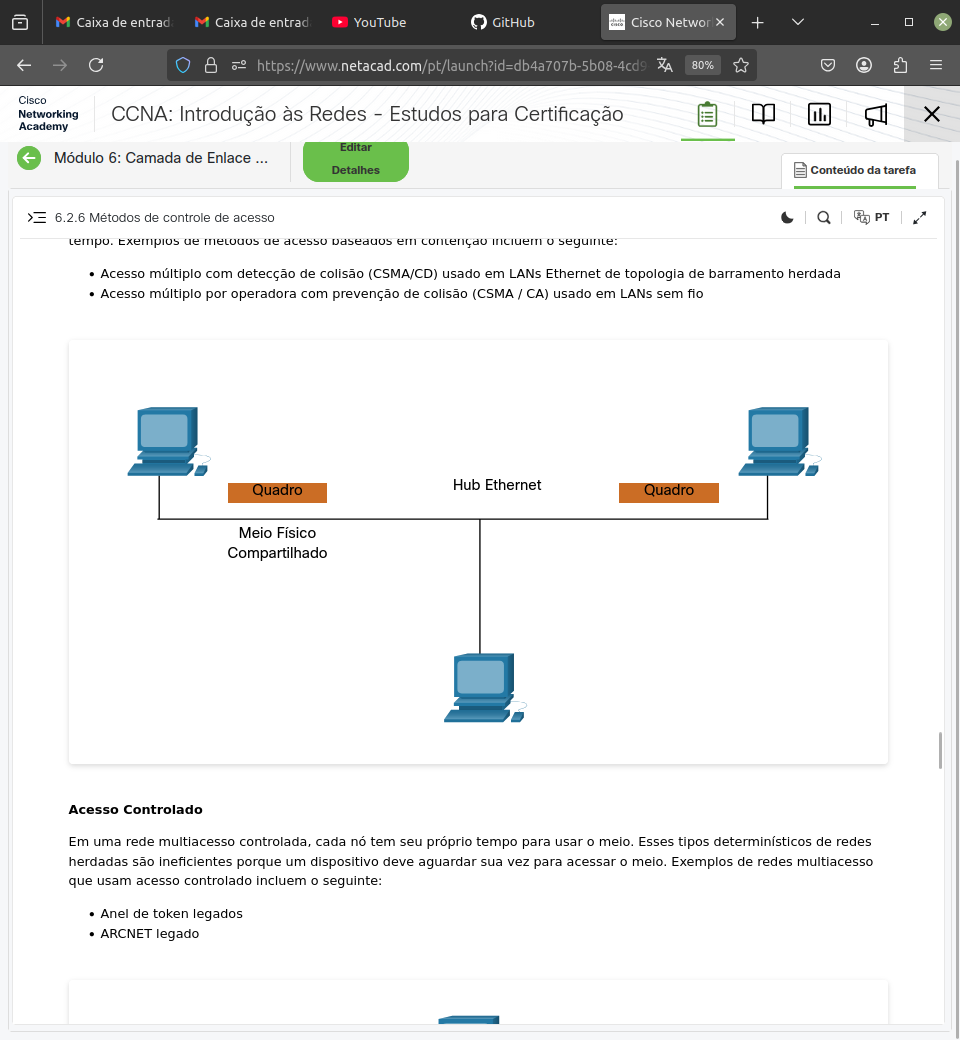 Caixa de entrad
Caixa de entrad
YouTube
GitHub
Cisco Networ
https://www.netacad.com/pt/launch?id=db4a707b-5b08-4cd9
80%
Cisco
Networking
Academy
CCNA: Introdução às Redes - Estudos para Certificação
Módulo 6: Camada de Enlace ...
Editar
Detalhes
Conteúdo da tarefa
6.2.6 Métodos de controle de acesso
PT
tempo. Exemplos de métodos de acesso baseados em contenção incluem o seguinte:
• Acesso múltiplo com detecção de colisão (CSMA/CD) usado em LANs Ethernet de topologia de barramento herdada
• Acesso múltiplo por operadora com prevenção de colisão (CSMA / CA) usado em LANs sem fio
Hub Ethernet
Quadro
Quadro
Meio Físico
Compartilhado
Acesso Controlado
Em uma rede multiacesso controlada, cada nó tem seu próprio tempo para usar o meio. Esses tipos determinísticos de redes
herdadas são ineficientes porque um dispositivo deve aguardar sua vez para acessar o meio. Exemplos de redes multiacesso
que usam acesso controlado incluem o seguinte:
• Anel de token legados
• ARCNET legado